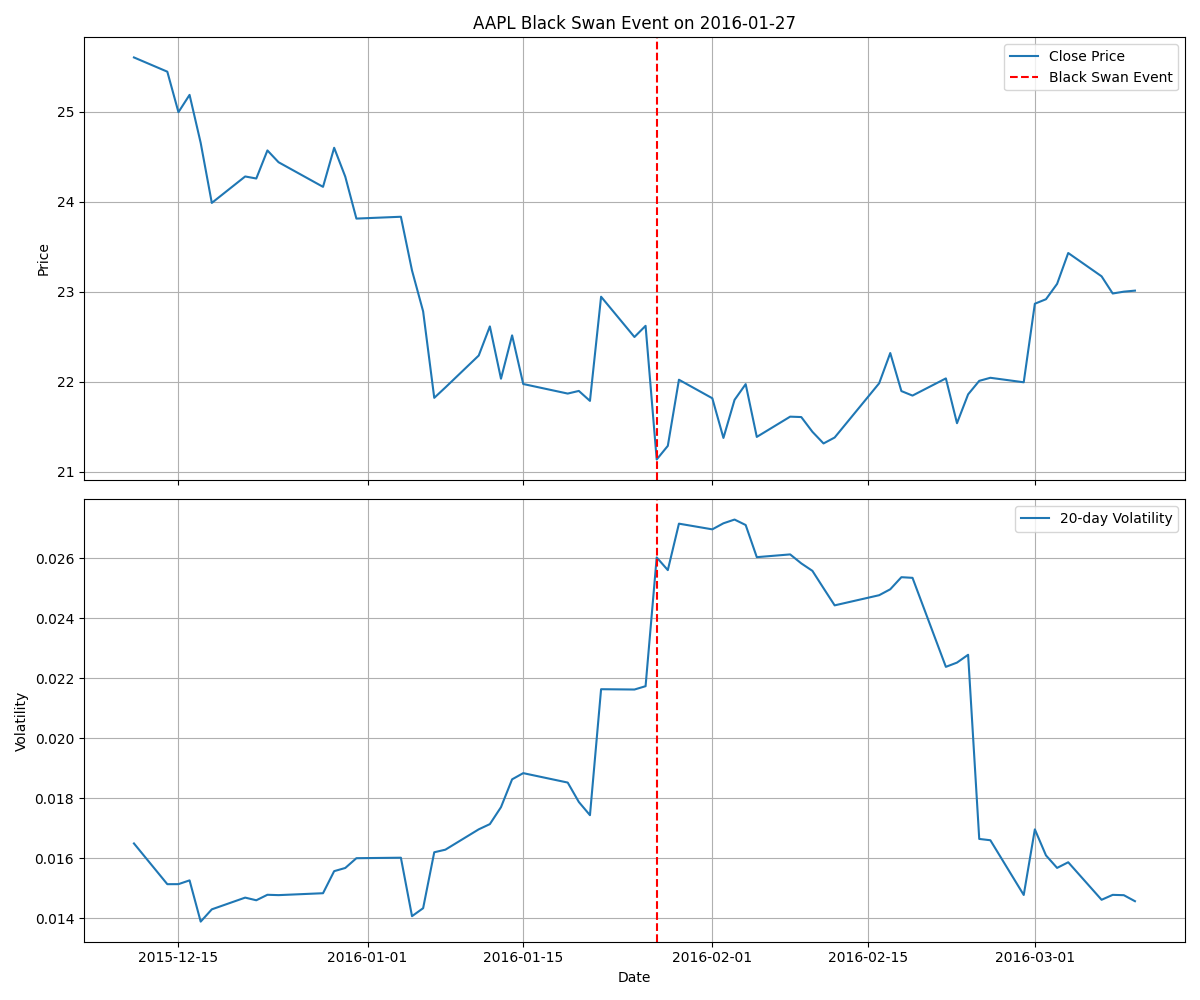 AAPL Black Swan Event on 2016-01-27
Close Price
Black Swan Event
25
24
23
22
21
Price
20-day Volatility
0.026
0.024
0.022
0.020
0.018
0.016
0.014
Volatility
2015-12-15 2016-01-01 2016-01-15 2016-02-01 2016-02-15 2016-03-01
Date